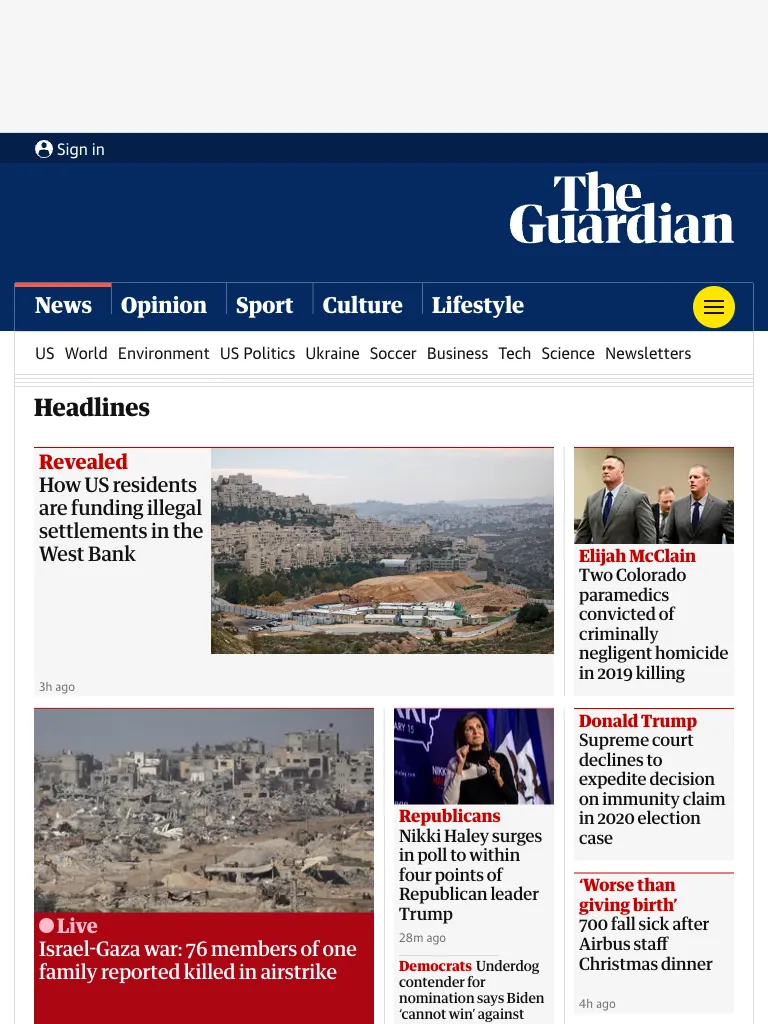 Sign in
The
Guardian
News Opinion Sport Culture Lifestyle
US World Environment US Politics Ukraine Soccer Business Tech Science Newsletters
Headlines
Revealed
How US residents
are funding illegal
settlements in the
West Bank
3h ago
Elijah McClain
Two Colorado
paramedics
convicted of
criminally
negligent homicide
in 2019 killing
Live
Israel-Gaza war: 76 members of one
family reported killed in airstrike
KKI
RY 15
Republicans
Nikki Haley surges
in poll to within
four points of
Republican leader
Trump
28m ago
Democrats Underdog
contender for
nomination says Biden
‘cannot win’ against
Donald Trump
Supreme court
declines to
expedite decision
on immunity claim
in 2020 election
case
‘Worse than
giving birth’
700 fall sick after
Airbus staff
Christmas dinner
4h ago